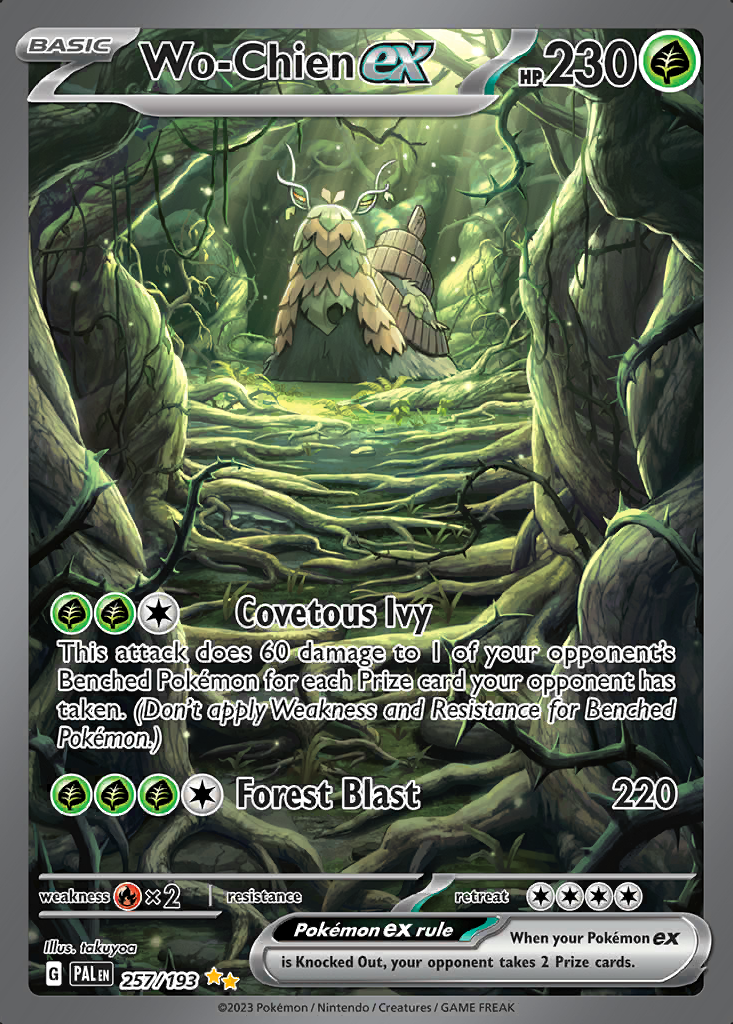 BASIC Wo-Chien ex HP 230
Covetous Ivy
This attack does 60 damage to 1 of your opponent's
Benched Pokémon for each Prize card your opponent has
taken. (Don't apply Weakness and Resistance for Benched
Pokémon.)
Forest Blast 220
weakness ×2 resistance retreat
Illus. takuyoa
Pokémon ex rule When your Pokémon ex
is Knocked Out, your opponent takes 2 Prize cards.
G PAL EN 257/193
©2023 Pokémon / Nintendo / Creatures / GAME FREAK